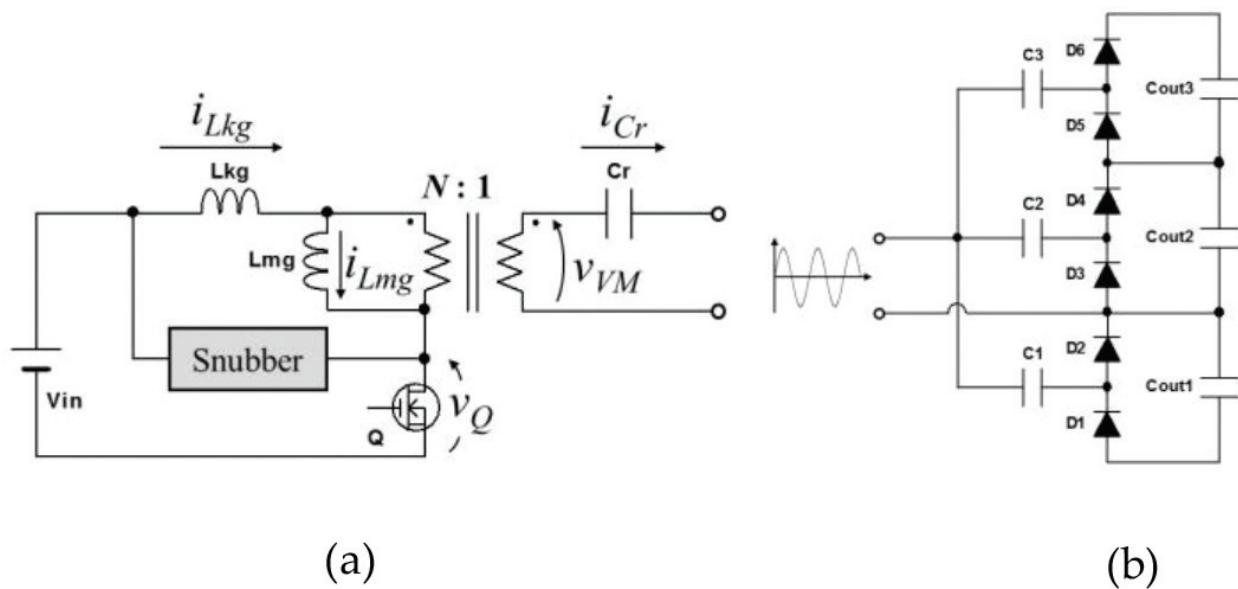 i_Lkg
Lkg
N : 1
i_Cr
Cr
Lmg
i_Lmg
v_VM
Snubber
Vin
Q
v_Q
(a)
D6
C3
Cout3
D5
D4
C2
Cout2
D3
D2
C1
Cout1
D1
(b)